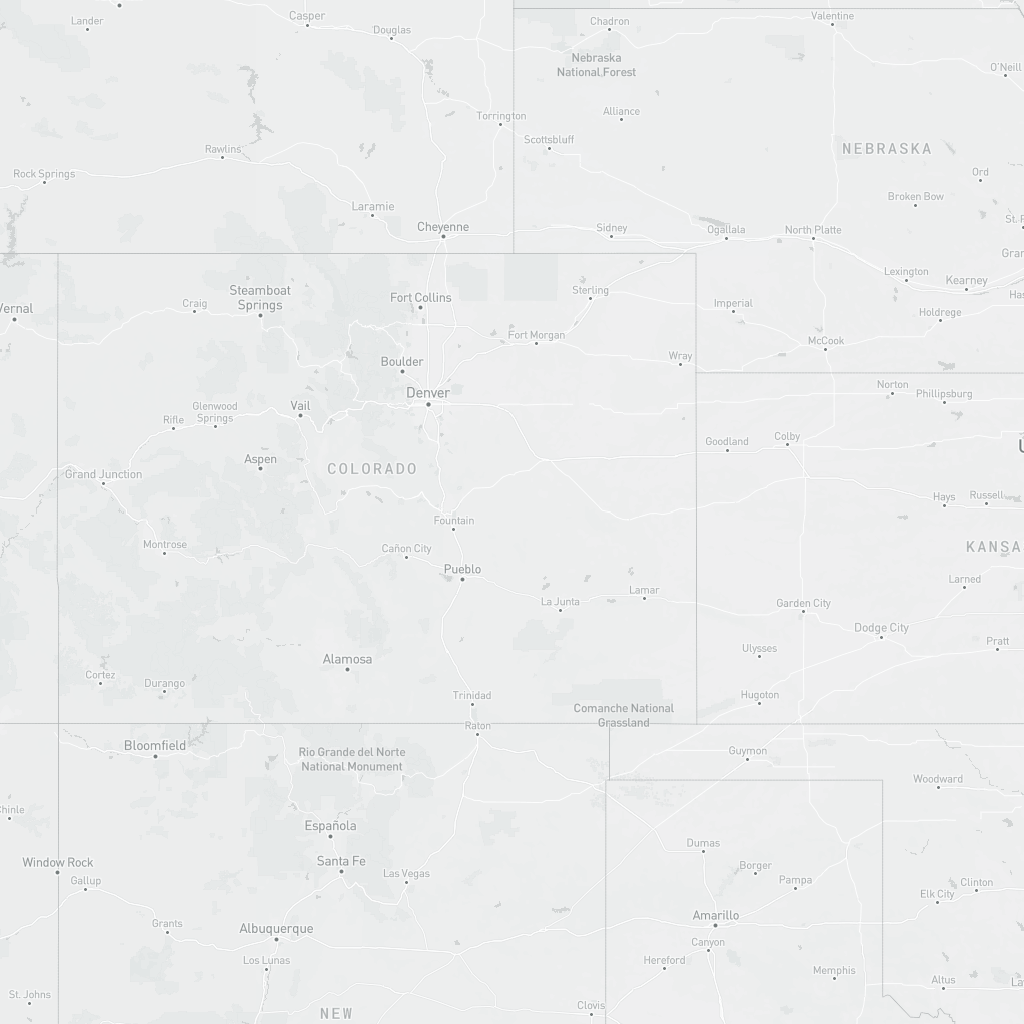 Lander
Casper
Douglas
Chadron
Valentine
Nebraska
National Forest
O'Neill
Torrington
Alliance
Scottsbluff
Rawlins
NEBRASKA
Rock Springs
Ord
Laramie
Broken Bow
Cheyenne
Sidney
Ogallala
North Platte
St.
Lexington
Kearney
Vernal
Craig
Steamboat
Springs
Fort Collins
Sterling
Imperial
Holdrege
Fort Morgan
McCook
Boulder
Wray
Denver
Norton
Phillipsburg
Vail
Glenwood
Springs
Rifle
Goodland
Colby
Aspen
COLORADO
Grand Junction
Hays
Russell
Fountain
Montrose
Cañon City
KANSA
Pueblo
Larned
La Junta
Lamar
Garden City
Dodge City
Pratt
Ulysses
Alamosa
Cortez
Durango
Trinidad
Hugoton
Comanche National
Grassland
Raton
Bloomfield
Rio Grande del Norte
National Monument
Guymon
Woodward
Chinle
Española
Dumas
Window Rock
Santa Fe
Borger
Gallup
Las Vegas
Pampa
Elk City
Clinton
Grants
Albuquerque
Amarillo
Canyon
Los Lunas
Hereford
Memphis
Altus
St. Johns
Clovis
NEW